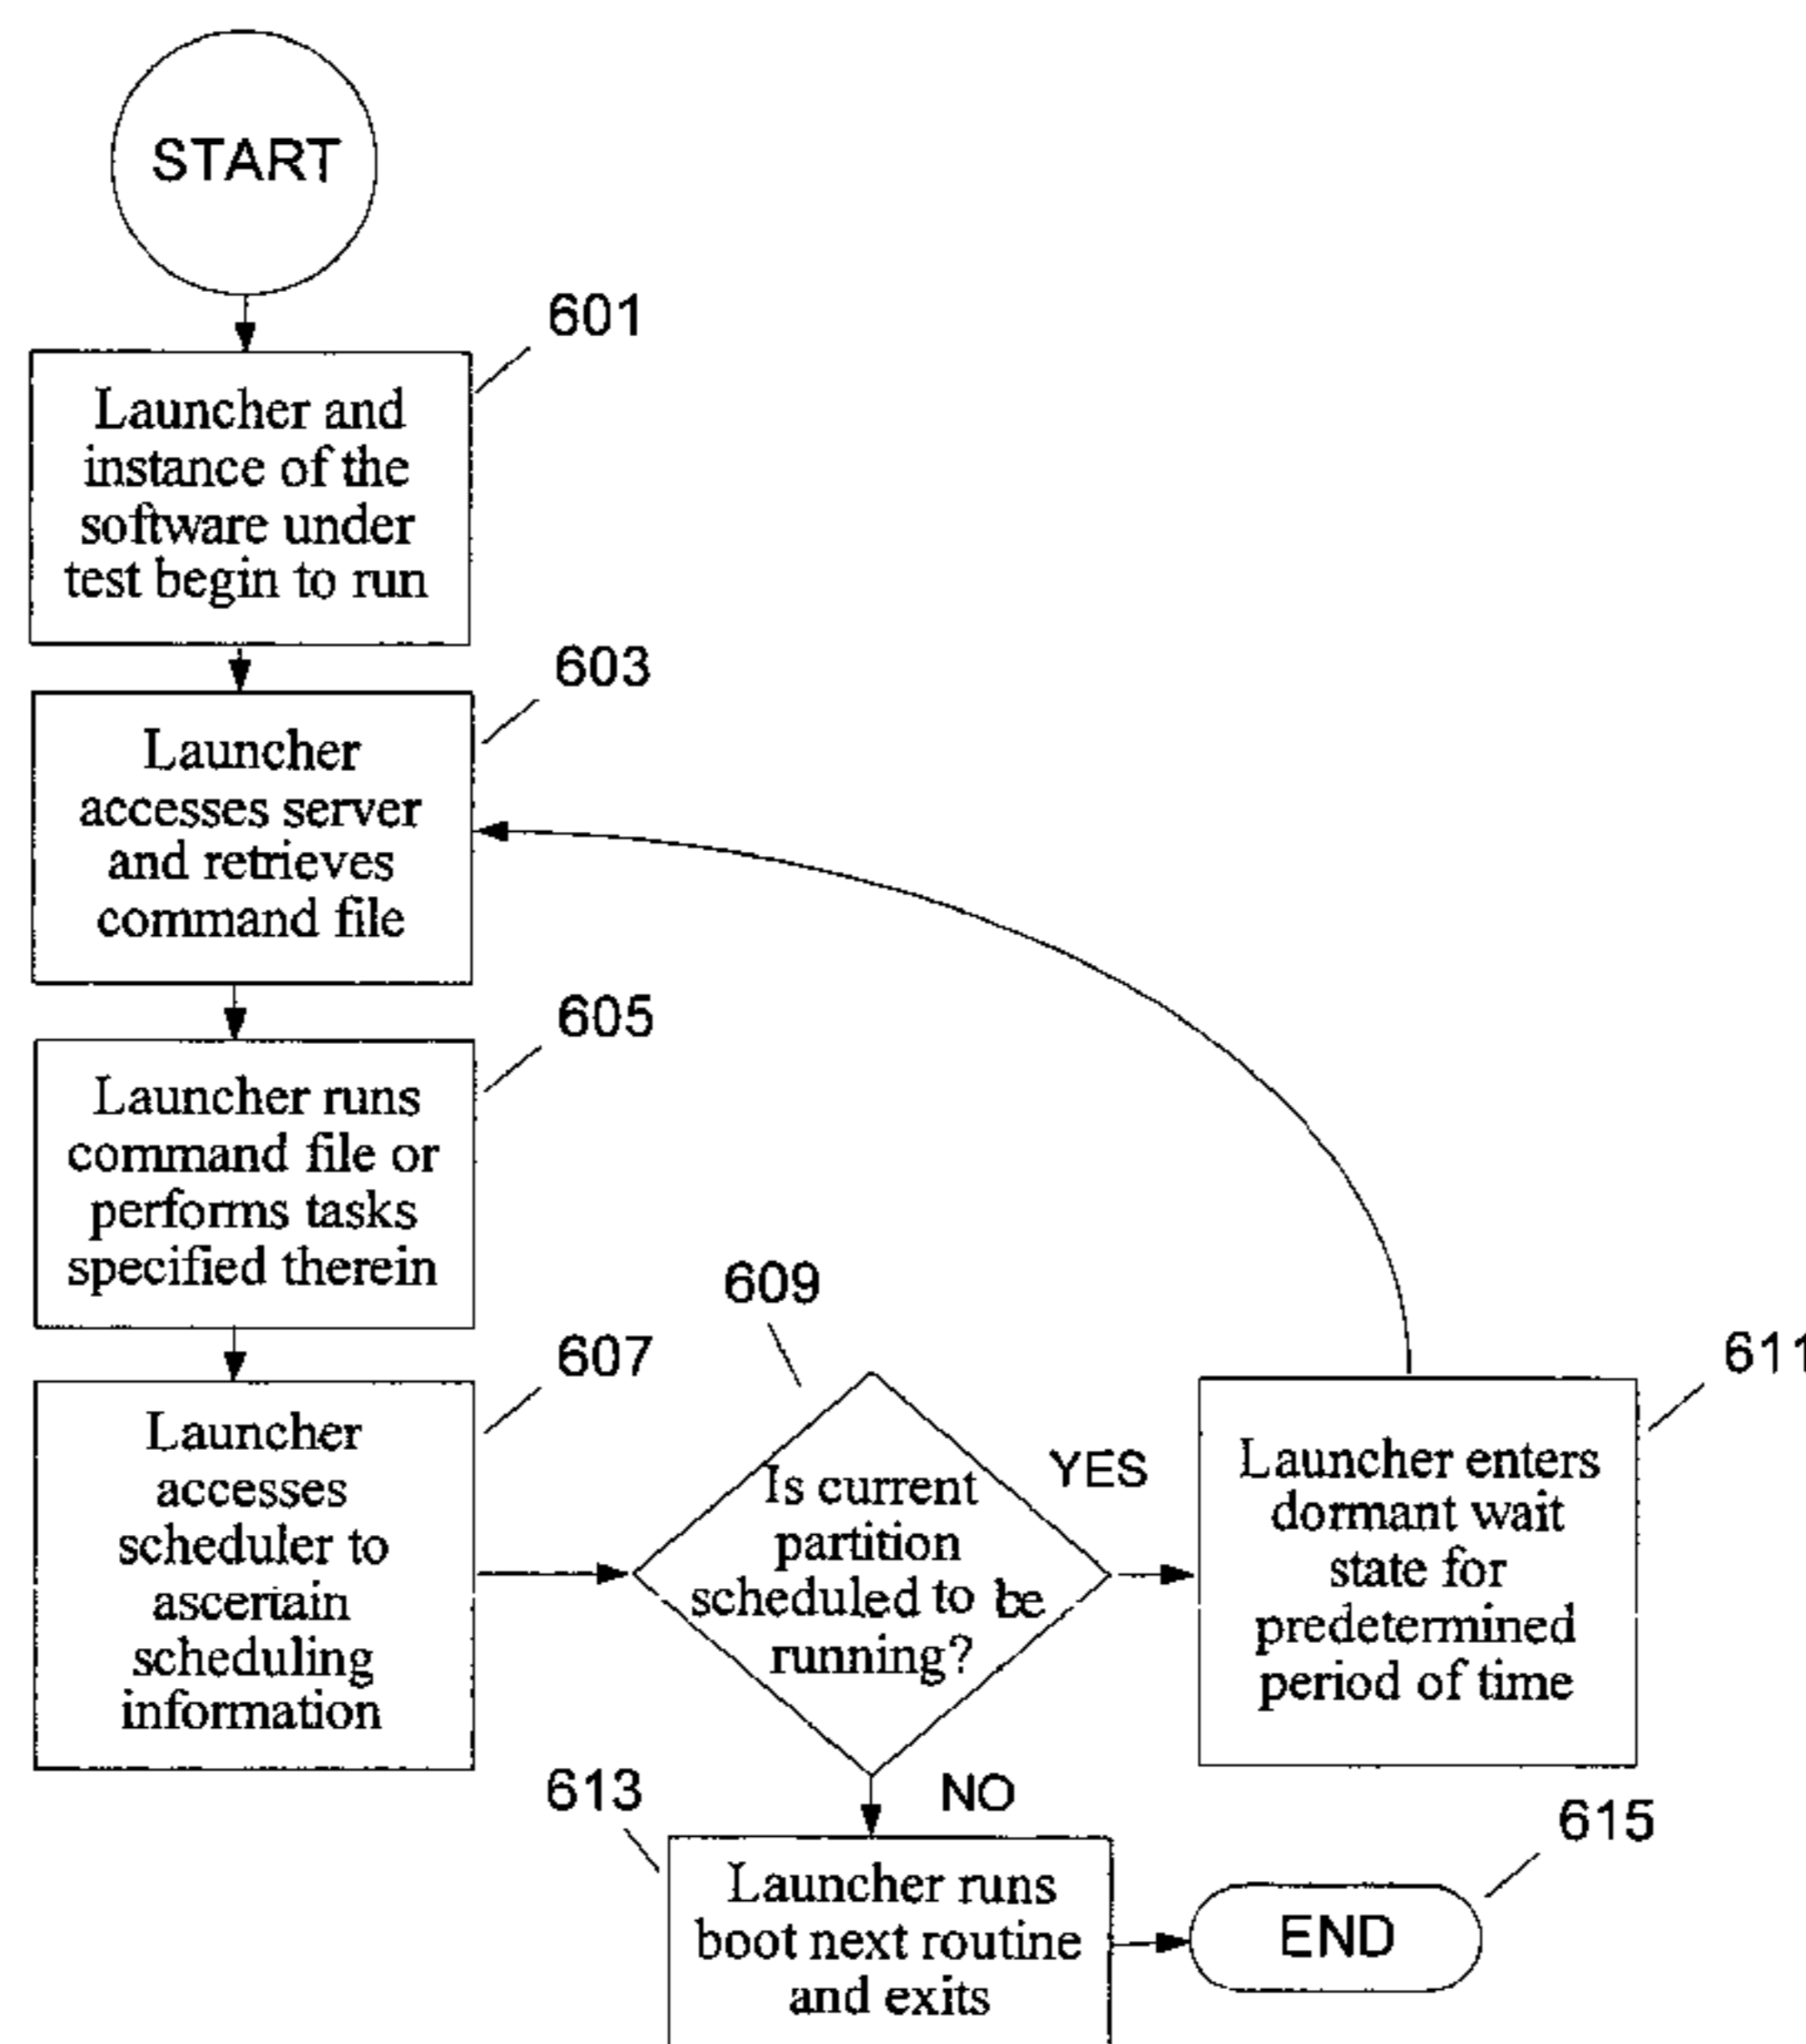 START
601
Launcher and
instance of the
software under
test begin to run
603
Launcher
accesses server
and retrieves
command file
605
Launcher runs
command file or
performs tasks
specified therein
607
Launcher
accesses
scheduler to
ascertain
scheduling
information
609
Is current
partition
scheduled to be
running?
YES
611
Launcher enters
dormant wait
state for
predetermined
period of time
NO
613
Launcher runs
boot next routine
and exits
615
END